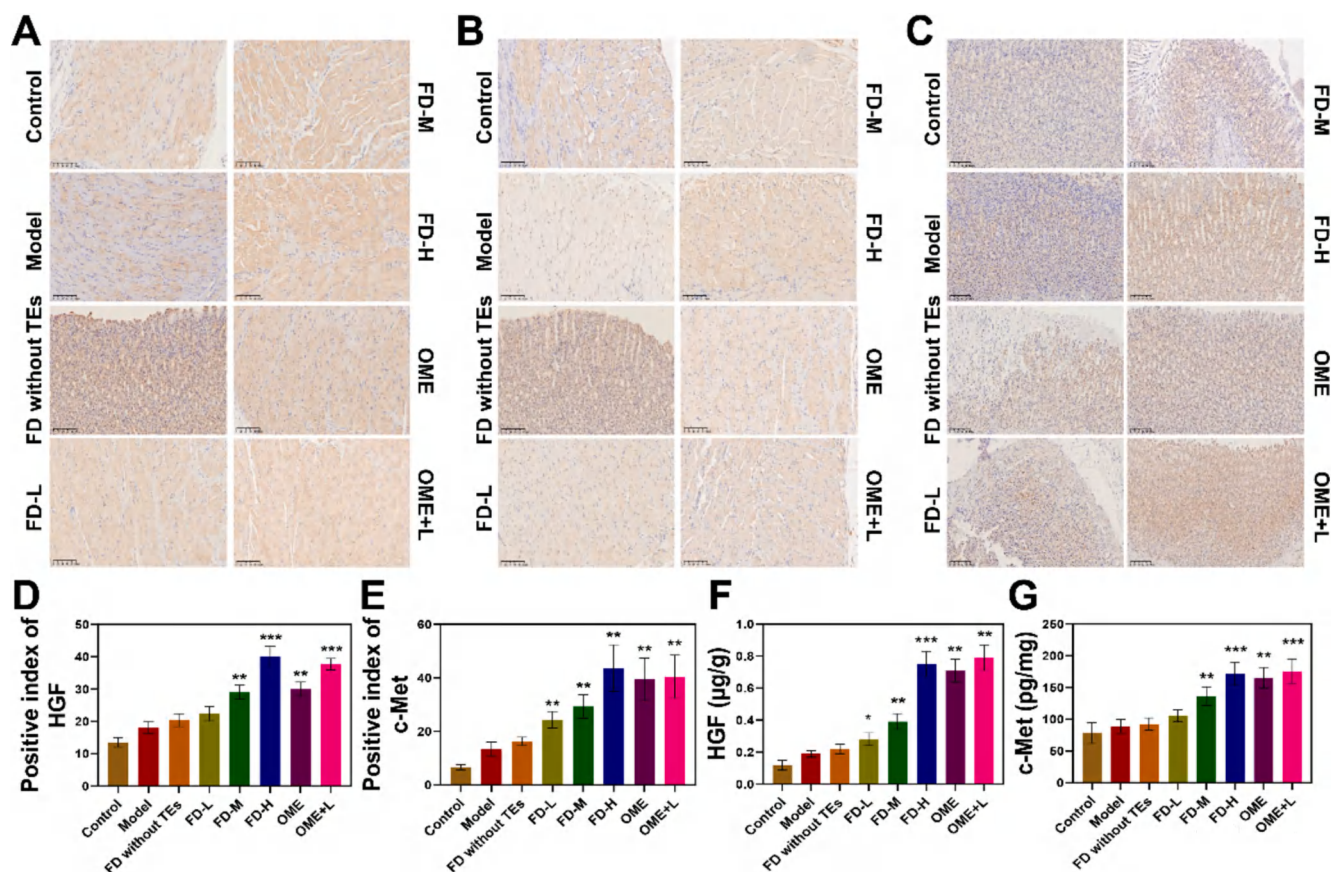 A
B
C
Control
FD-M
Control
FD-M
Control
FD-M
Model
FD-H
Model
FD-H
Model
FD-H
FD without TEs
OME
FD without TEs
OME
FD without TEs
OME
FD-L
OME+L
FD-L
OME+L
FD-L
OME+L
D
Positive index of
HGF
50
40
30
20
10
0
** *** ** ***
Control
Model
FD without TEs
FD-L
FD-M
FD-H
OME
OME+L
E
Positive index of
c-Met
60
40
20
0
** ** ** ** **
Control
Model
FD without TEs
FD-L
FD-M
FD-H
OME
OME+L
F
HGF (µg/g)
1.0
0.8
0.6
0.4
0.2
0.0
* ** *** ** **
Control
Model
FD without TEs
FD-L
FD-M
FD-H
OME
OME+L
G
c-Met (pg/mg)
250
200
150
100
50
0
** *** ** ***
Control
Model
FD without TEs
FD-L
FD-M
FD-H
OME
OME+L